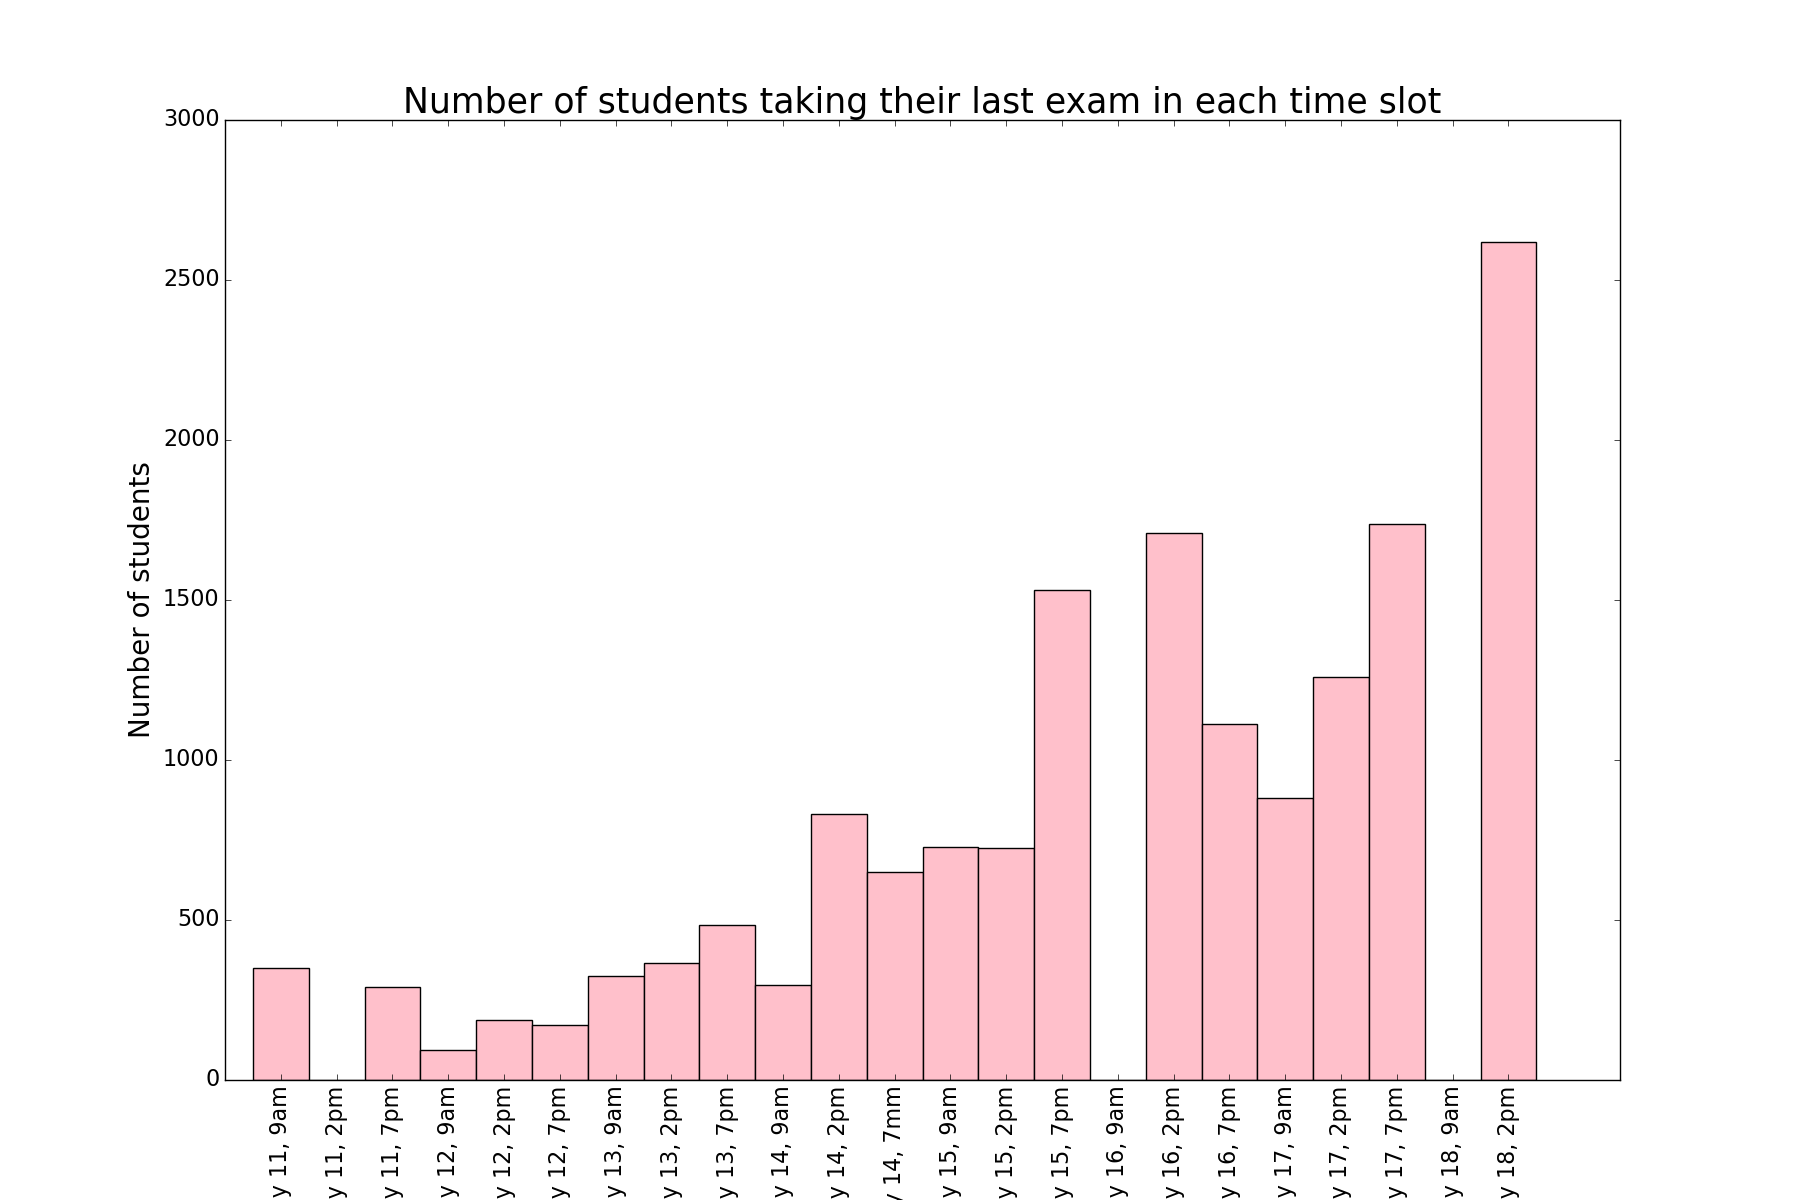 Number of students taking their last exam in each time slot
Number of students
3000
2500
2000
1500
1000
500
0
y 11, 9am
y 11, 2pm
y 11, 7pm
y 12, 9am
y 12, 2pm
y 12, 7pm
y 13, 9am
y 13, 2pm
y 13, 7pm
y 14, 9am
y 14, 2pm
y 14, 7mm
y 15, 9am
y 15, 2pm
y 15, 7pm
y 16, 9am
y 16, 2pm
y 16, 7pm
y 17, 9am
y 17, 2pm
y 17, 7pm
y 18, 9am
y 18, 2pm